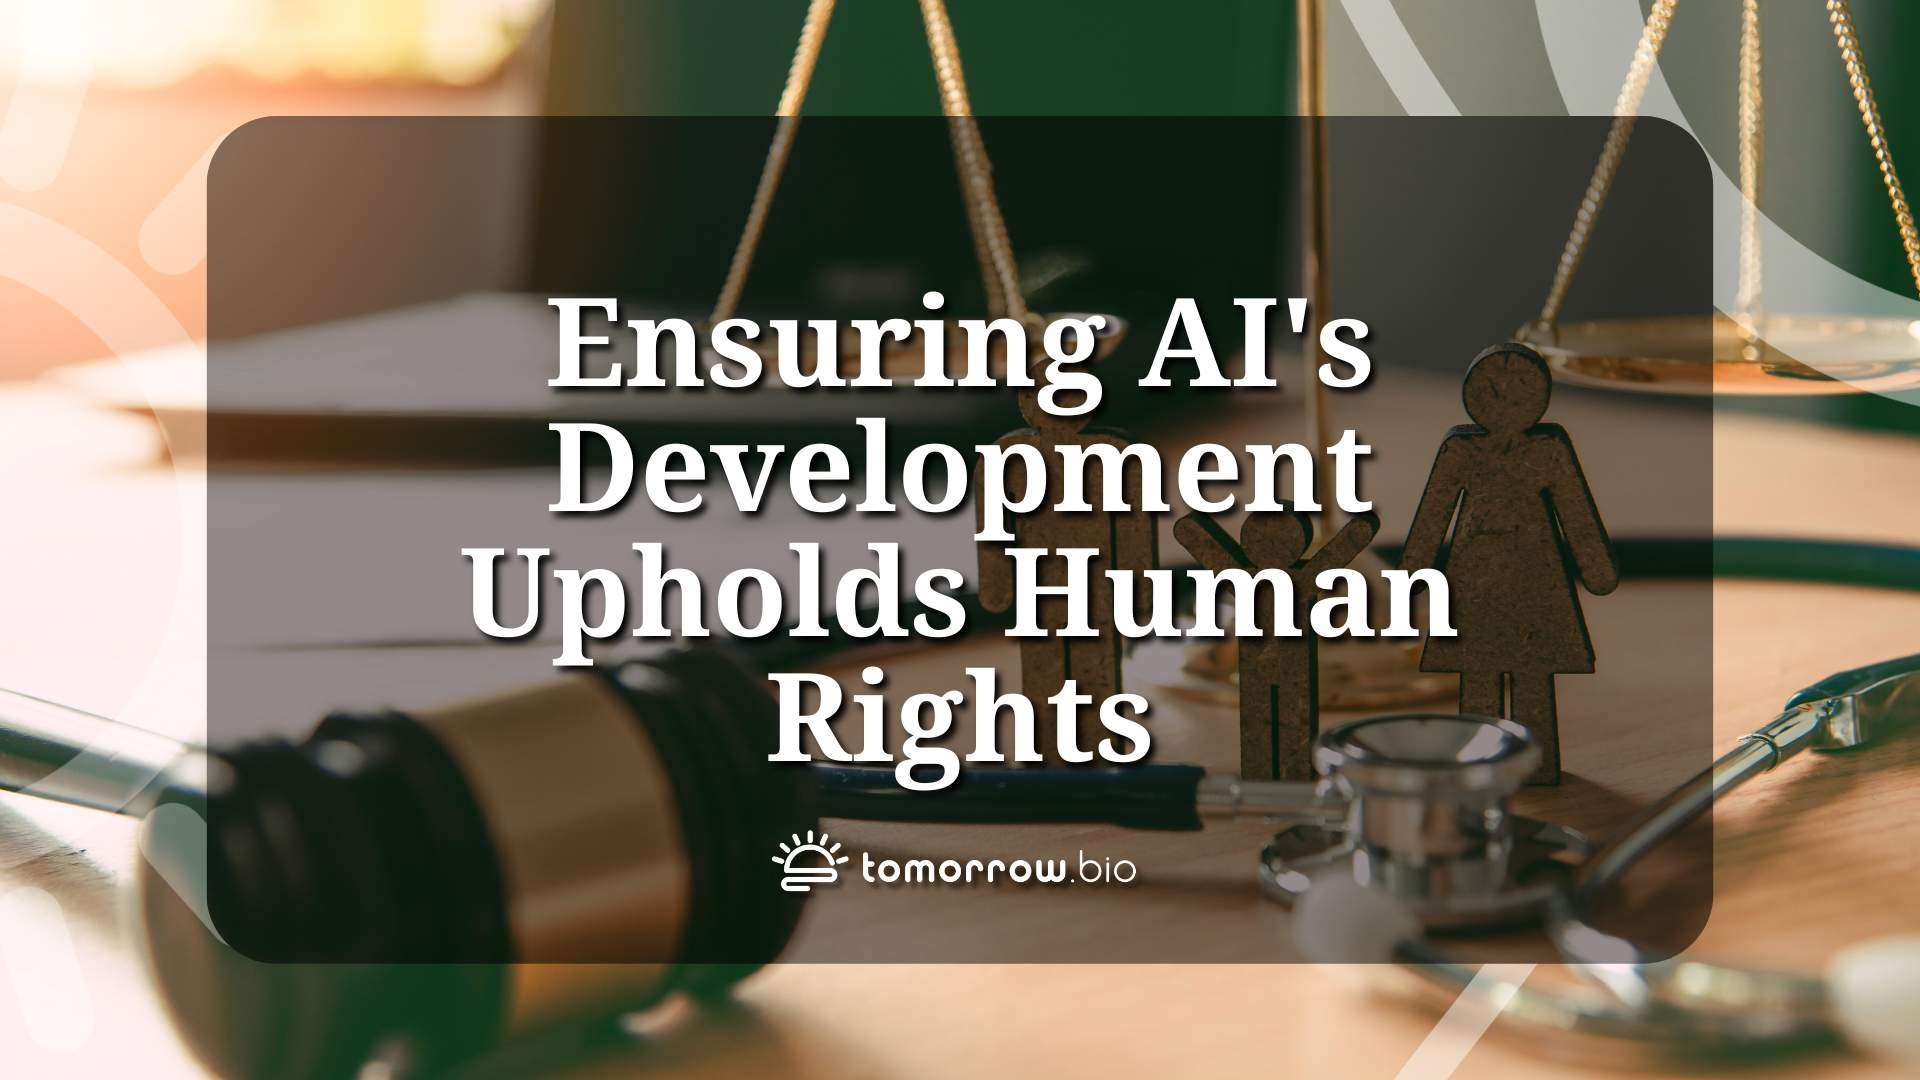 Ensuring AI's
Development
Upholds Human
Rights
tomorrow.bio